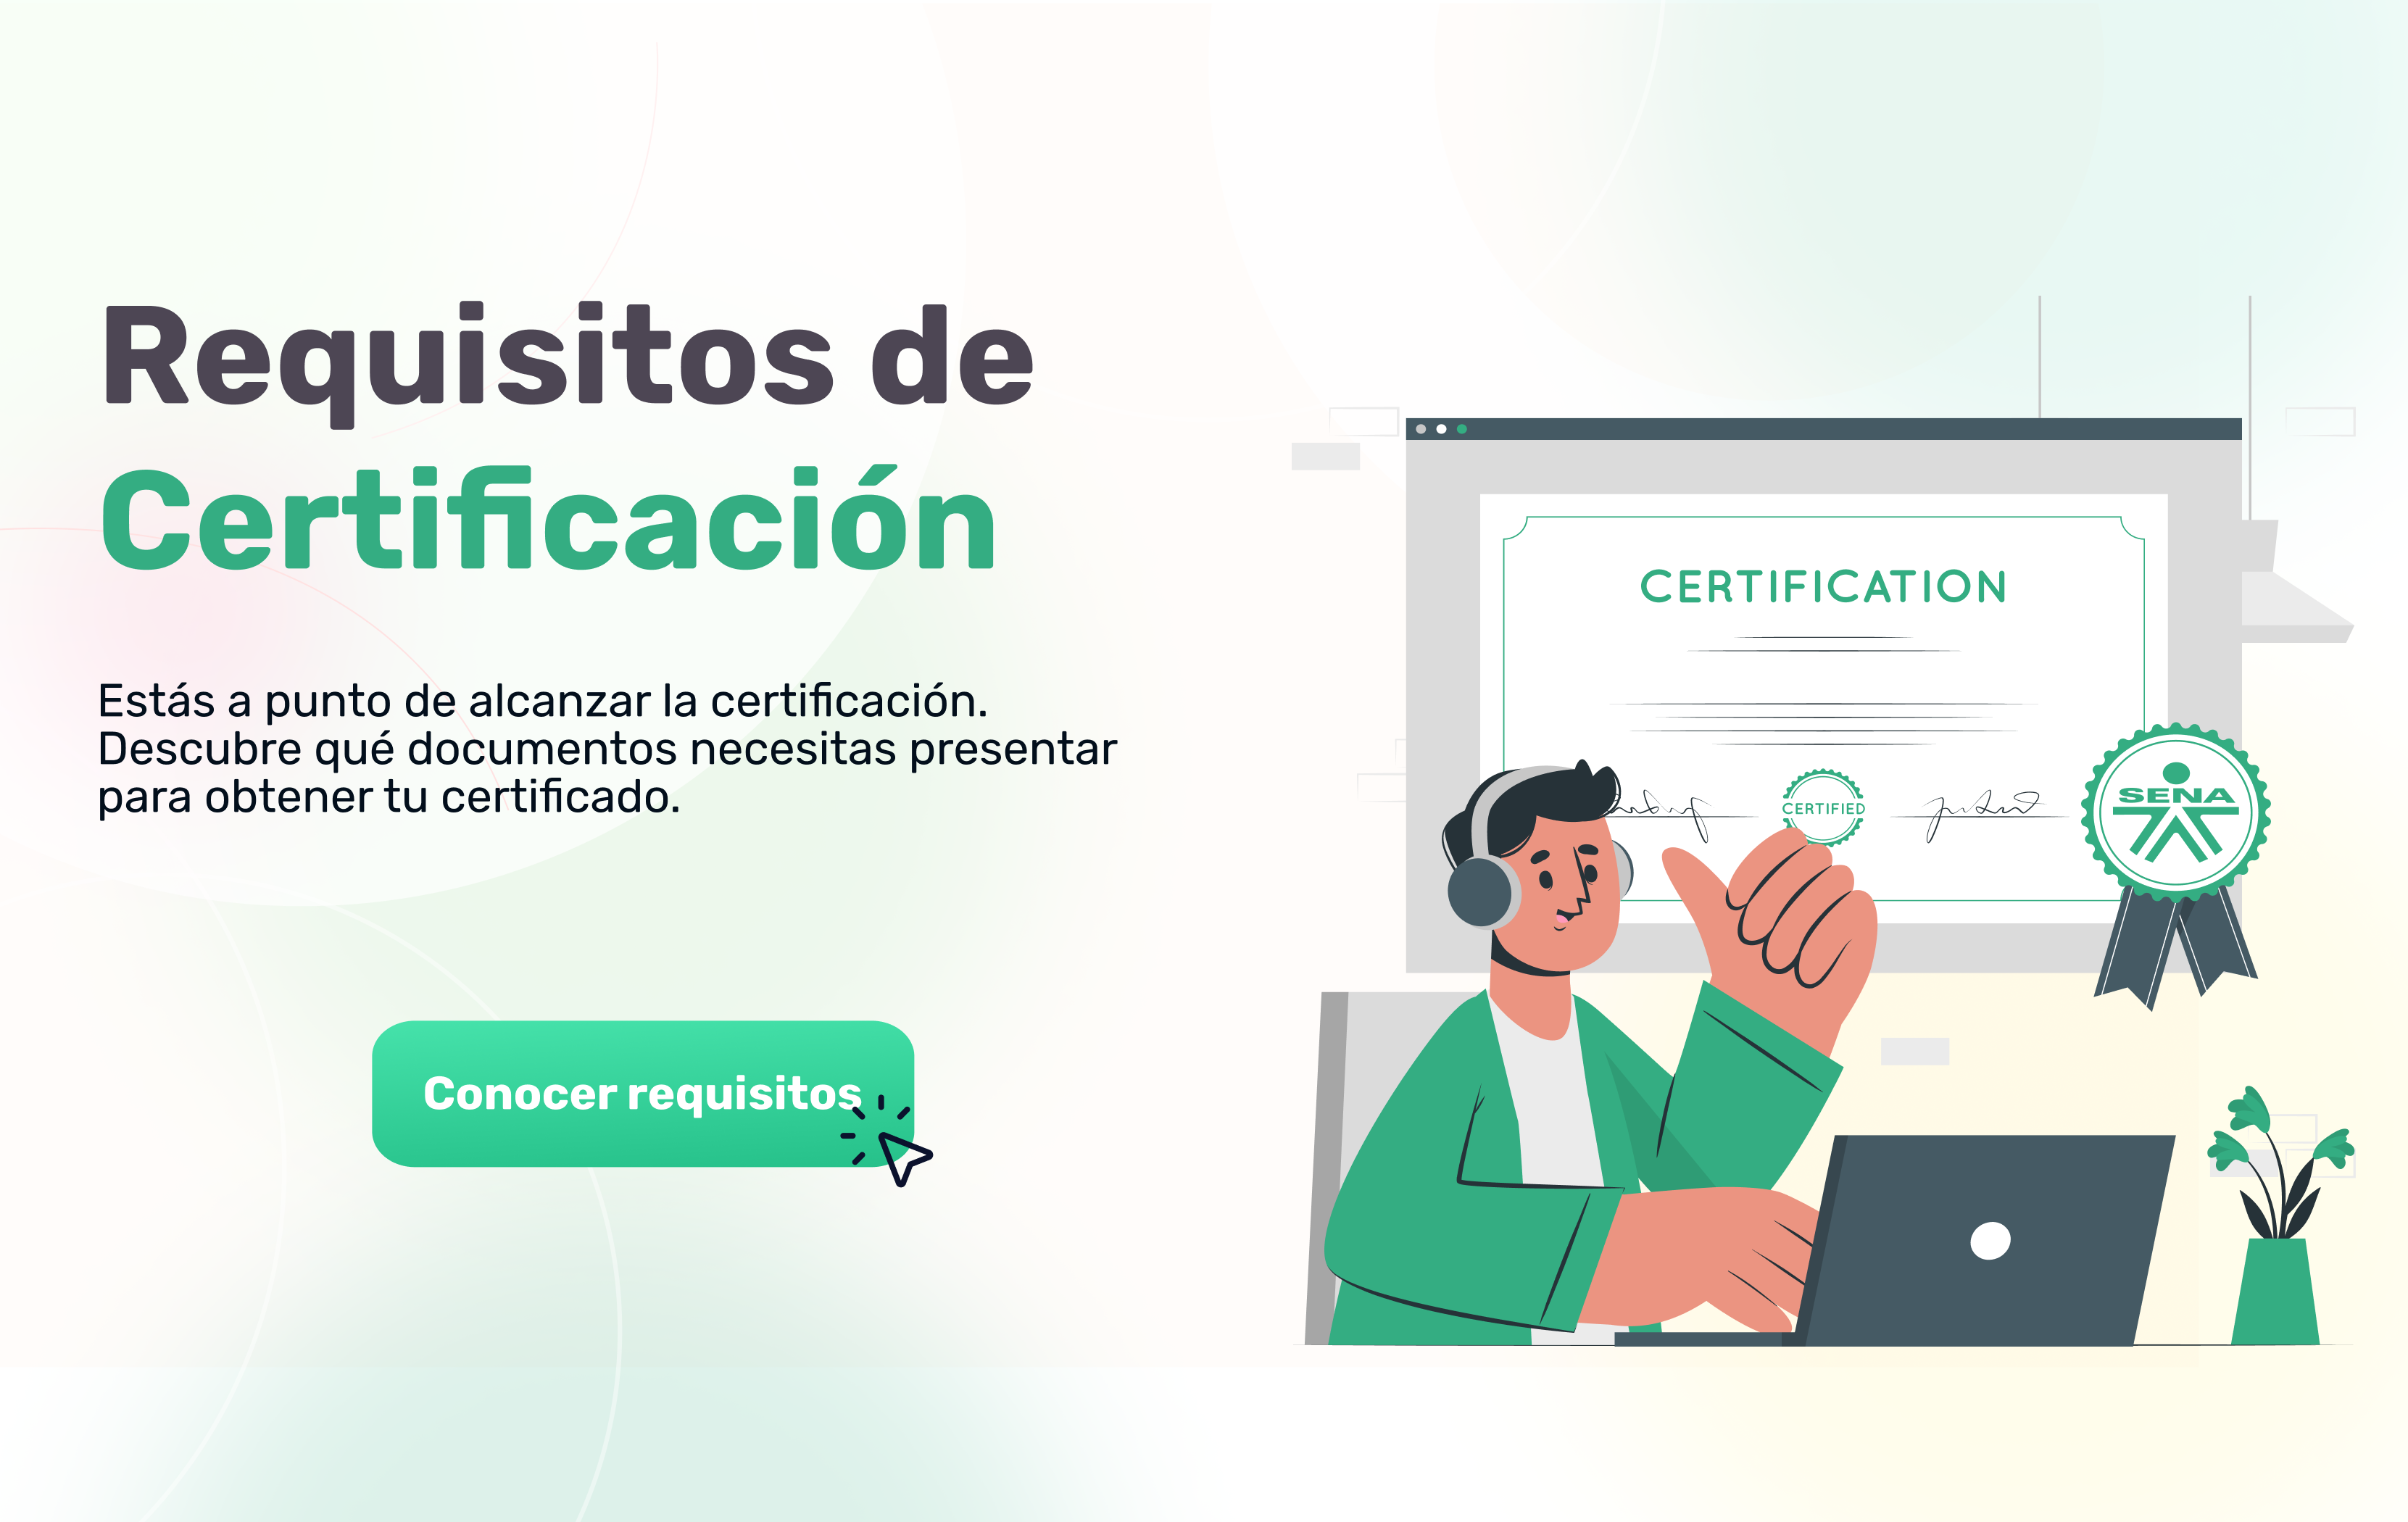 Requisitos de
Certificación
Estás a punto de alcanzar la certificación.
Descubre qué documentos necesitas presentar
para obtener tu certificado.
Conocer requisitos
CERTIFICATION
CERTIFIED
SENA